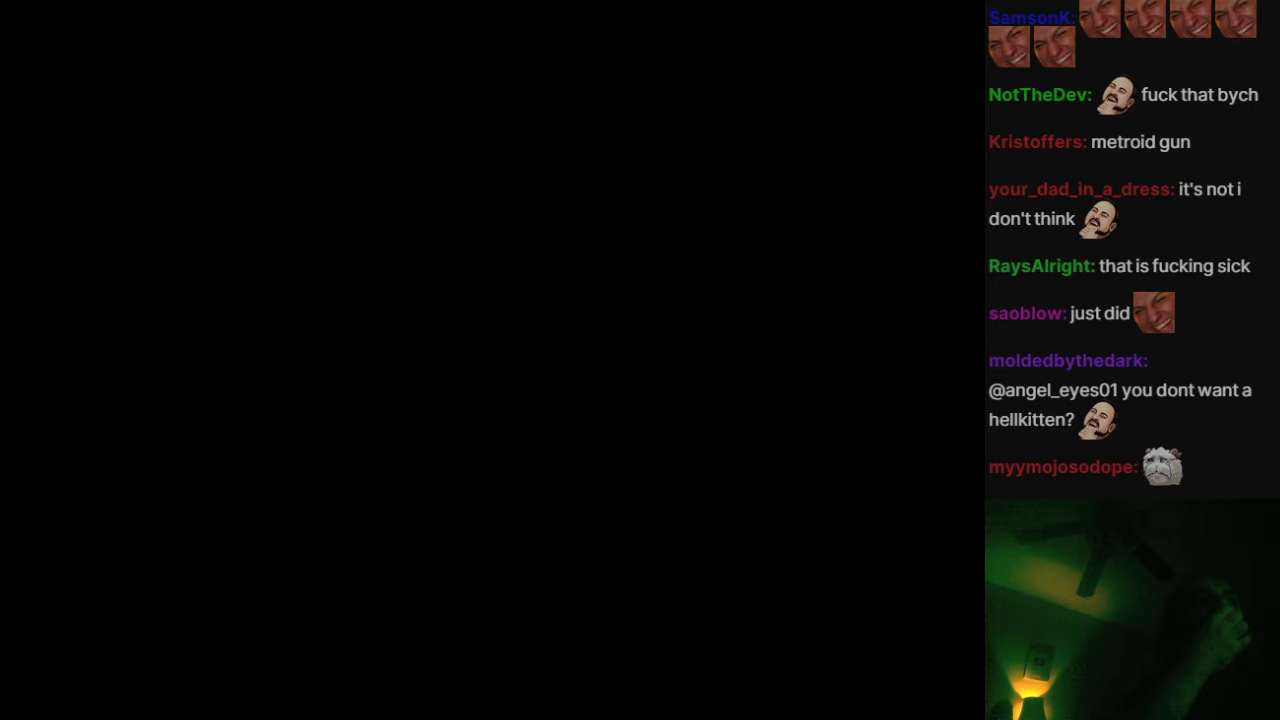 SamsonK:
NotTheDev: fuck that bych
Kristoffers: metroid gun
your_dad_in_a_dress: it's not i
don't think
RaysAlright: that is fucking sick
saoblow: just did
moldedbythedark:
@angel_eyes01 you dont want a
hellkitten?
myymojosodope: